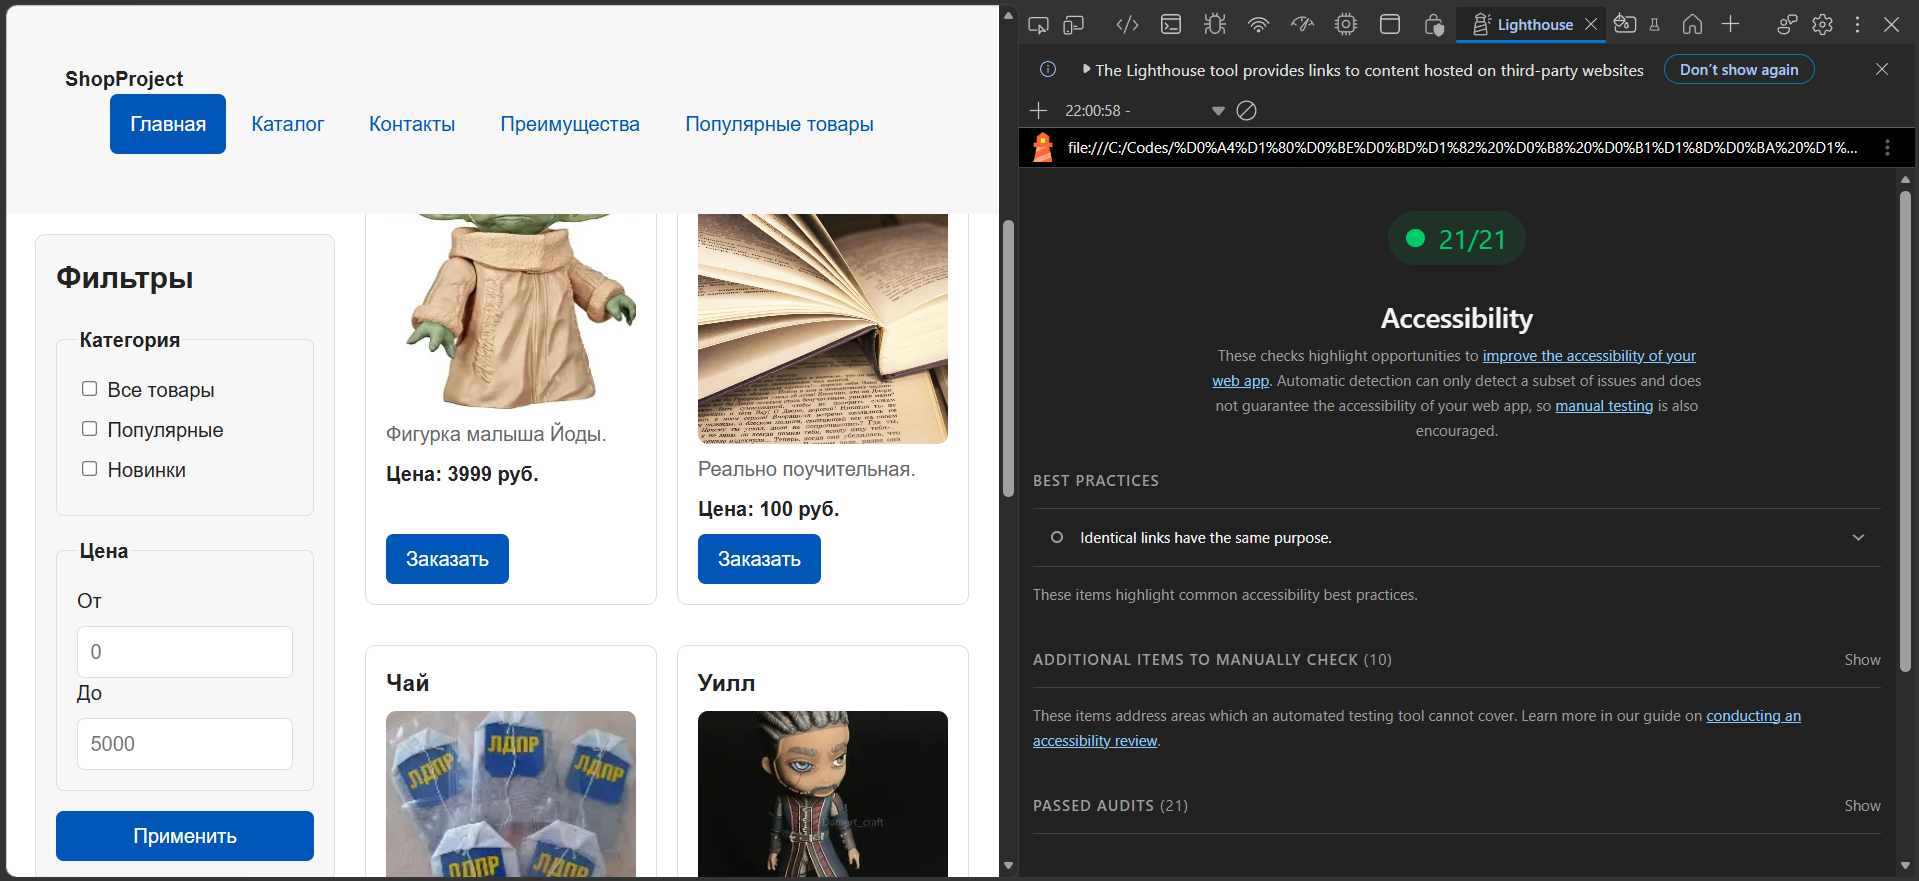 ShopProject
Главная
Каталог
Контакты
Преимущества
Популярные товары
Фильтры
Категория
Все товары
Популярные
Новинки
Цена
От
0
До
5000
Применить
Фигурка малыша Йоды.
Цена: 3999 руб.
Заказать
Реально поучительная.
Цена: 100 руб.
Заказать
Чай
ЛДПР
ЛДПР
ЛДПР
ЛДПР
ЛДПР
Уилл
Lighthouse
The Lighthouse tool provides links to content hosted on third-party websites
Don't show again
22:00:58 -
file:///C:/Codes/%D0%A4%D1%80%D0%BE%D0%BD%D1%82%20%D0%B8%20%D0%B1%D1%8D%D0%BA%20%D1%...
21/21
Accessibility
These checks highlight opportunities to improve the accessibility of your
web app. Automatic detection can only detect a subset of issues and does
not guarantee the accessibility of your web app, so manual testing is also
encouraged.
BEST PRACTICES
Identical links have the same purpose.
These items highlight common accessibility best practices.
ADDITIONAL ITEMS TO MANUALLY CHECK (10)
Show
These items address areas which an automated testing tool cannot cover. Learn more in our guide on conducting an
accessibility review.
PASSED AUDITS (21)
Show